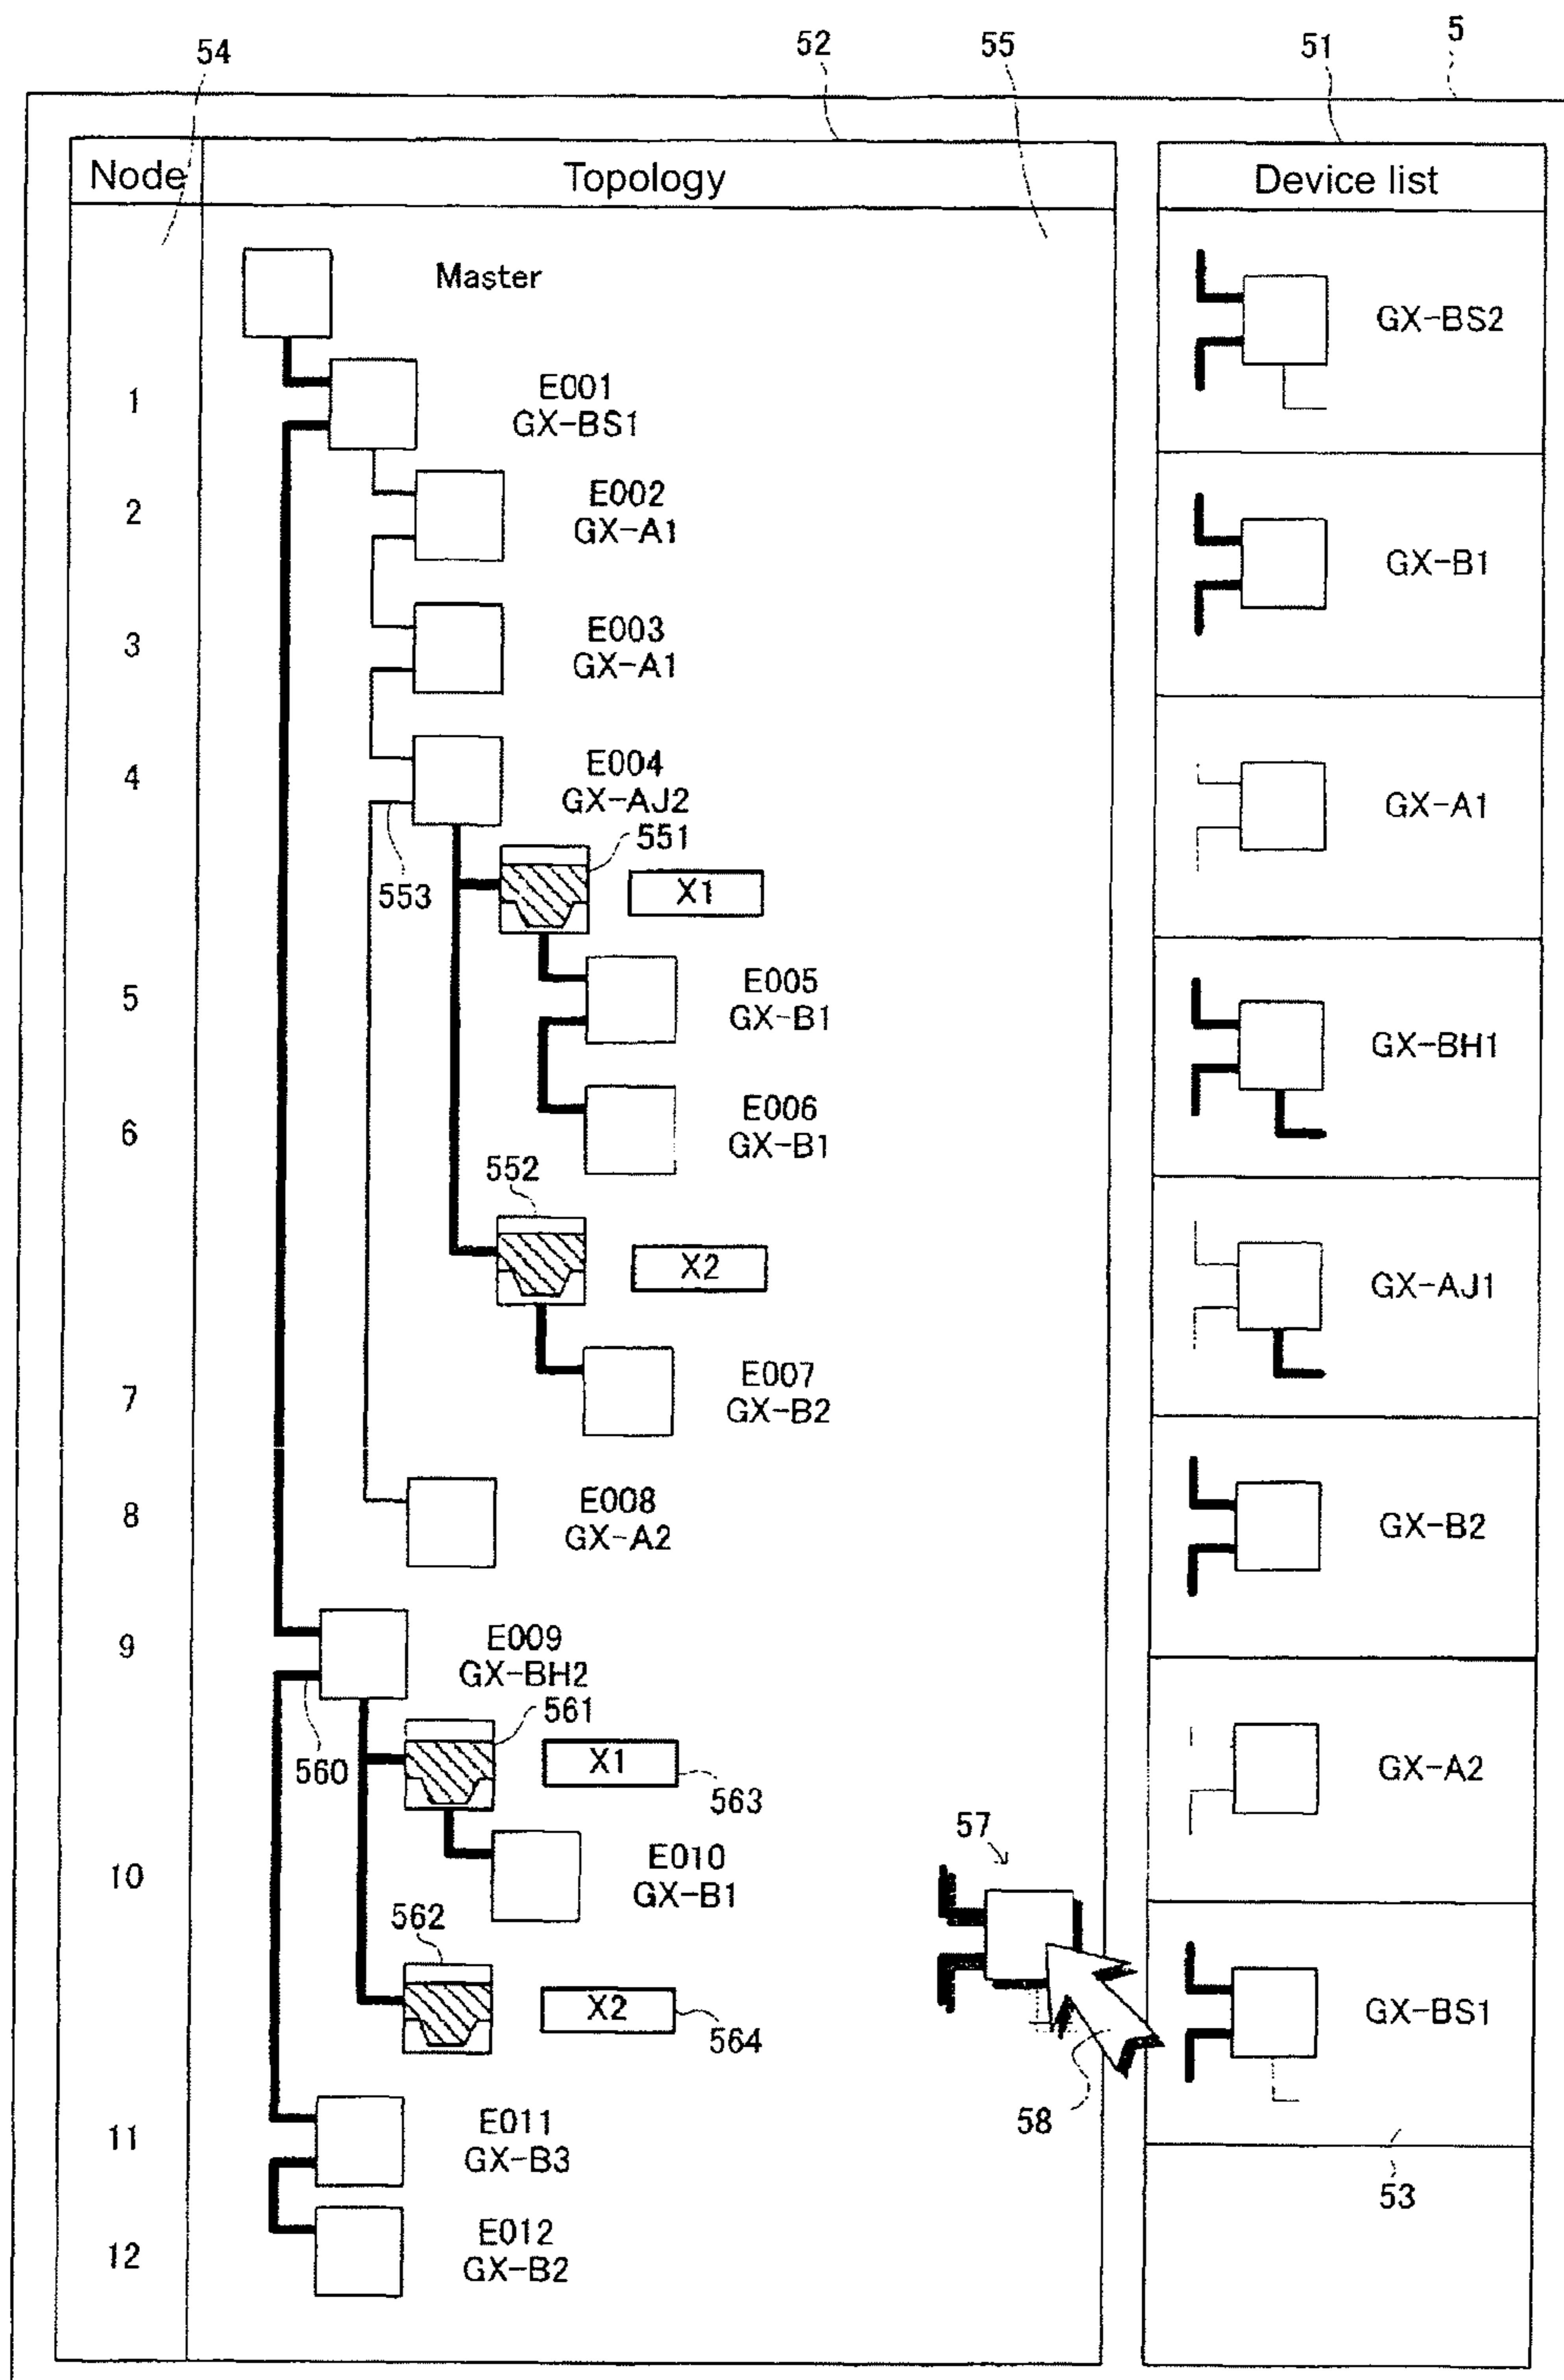 54
52
55
51
5
Node
Topology
Device list
Master
GX-BS2
1
E001
GX-BS1
2
E002
GX-A1
GX-B1
3
E003
GX-A1
4
E004
GX-AJ2
GX-A1
551
553
X1
5
E005
GX-B1
GX-BH1
6
E006
GX-B1
552
X2
GX-AJ1
7
E007
GX-B2
8
E008
GX-A2
GX-B2
9
E009
GX-BH2
561
560
X1
563
GX-A2
10
E010
GX-B1
57
562
X2
564
GX-BS1
58
11
E011
GX-B3
53
12
E012
GX-B2